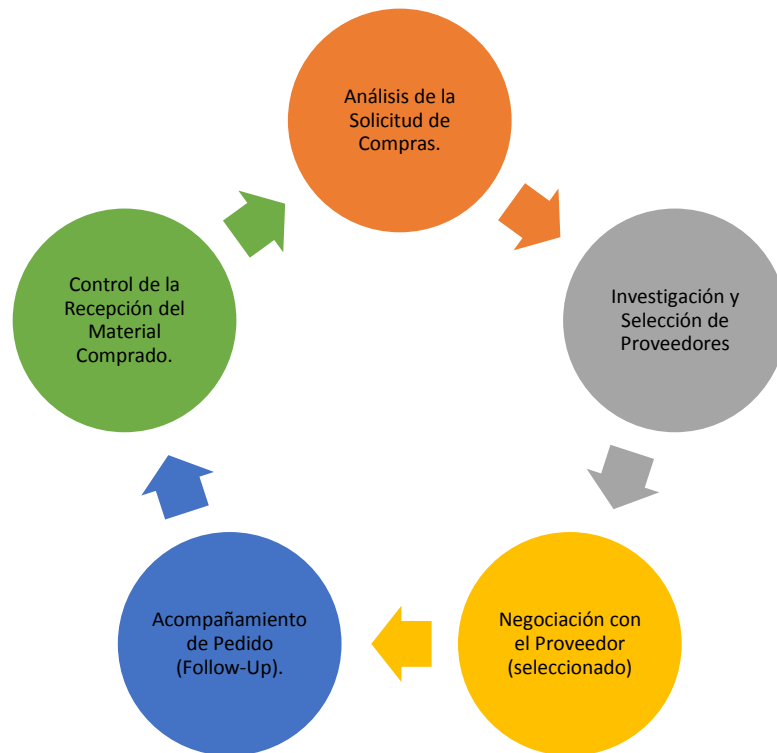 Análisis de la
Solicitud de
Compras.
Investigación y
Selección de
Proveedores
Negociación con
el Proveedor
(seleccionado)
Acompañamiento
de Pedido
(Follow-Up).
Control de la
Recepción del
Material
Comprado.